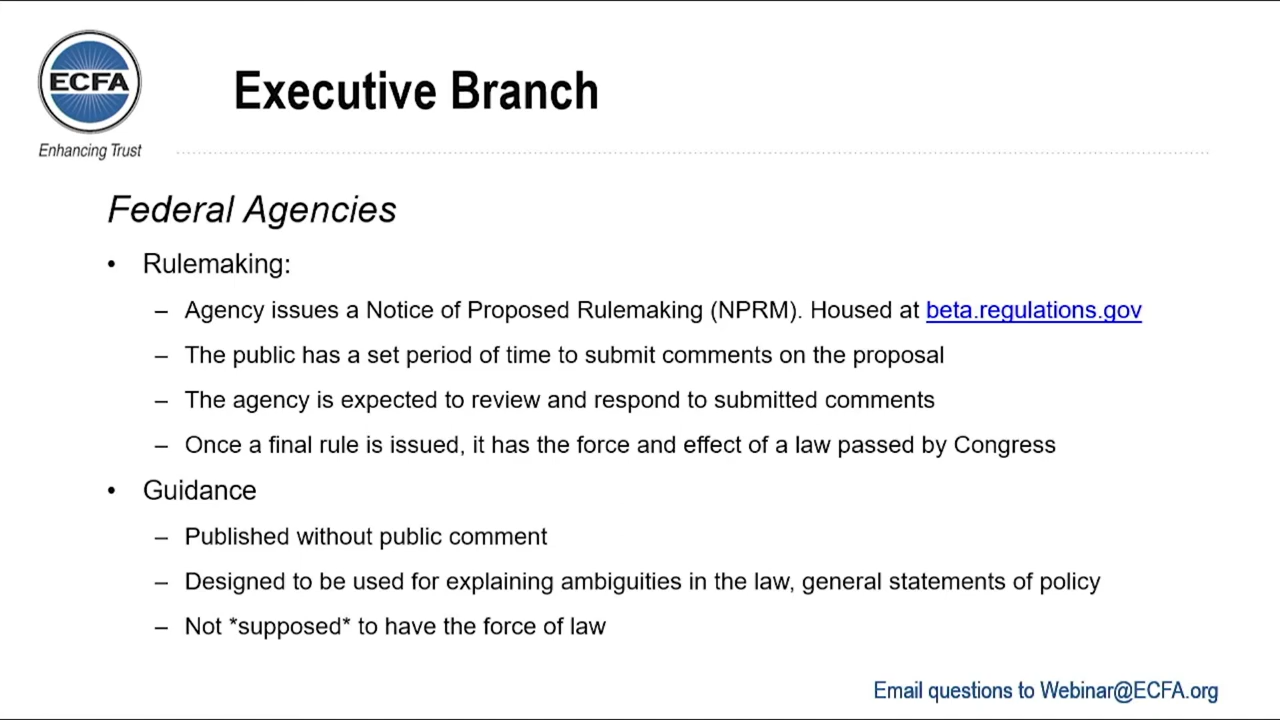 ECFA
Enhancing Trust
Executive Branch
Federal Agencies
• Rulemaking:
– Agency issues a Notice of Proposed Rulemaking (NPRM). Housed at beta.regulations.gov
– The public has a set period of time to submit comments on the proposal
– The agency is expected to review and respond to submitted comments
– Once a final rule is issued, it has the force and effect of a law passed by Congress
• Guidance
– Published without public comment
– Designed to be used for explaining ambiguities in the law, general statements of policy
– Not *supposed* to have the force of law
Email questions to Webinar@ECFA.org